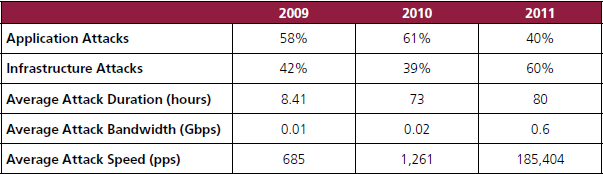 2009 2010 2011
Application Attacks 58% 61% 40%
Infrastructure Attacks 42% 39% 60%
Average Attack Duration (hours) 8.41 73 80
Average Attack Bandwidth (Gbps) 0.01 0.02 0.6
Average Attack Speed (pps) 685 1,261 185,404